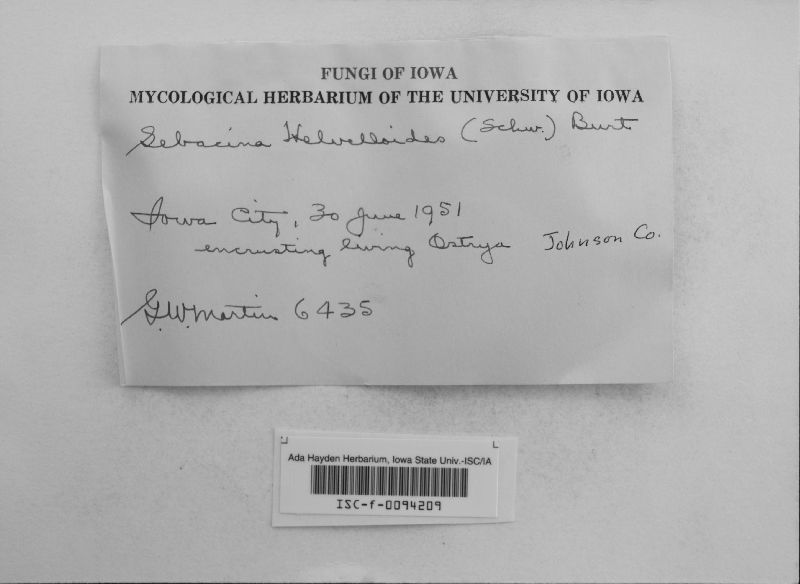 FUNGI OF IOWA
MYCOLOGICAL HERBARIUM OF THE UNIVERSITY OF IOWA
Sebacina Helvelloides (Schw.) Burt
Iowa City, 30 June 1951
encrusting living Ostrya Johnson Co.
G.W. Martin 6435
Ada Hayden Herbarium, Iowa State Univ.-ISC/IA
ISC-f-0094209